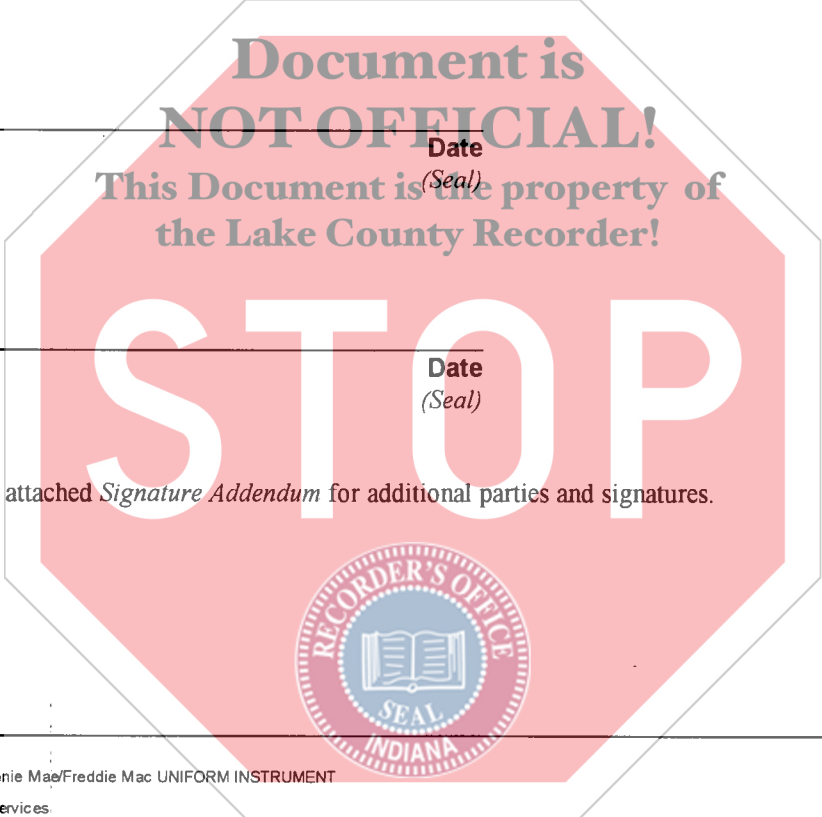 Document is
NOT OFFICIAL!
Date
This Document is the property of
(Seal)
the Lake County Recorder!
STOP
Date
(Seal)
attached Signature Addendum for additional parties and signatures.
RECORDER'S OFFICE
SEAL
INDIANA
nie Mae/Freddie Mac UNIFORM INSTRUMENT
ervices